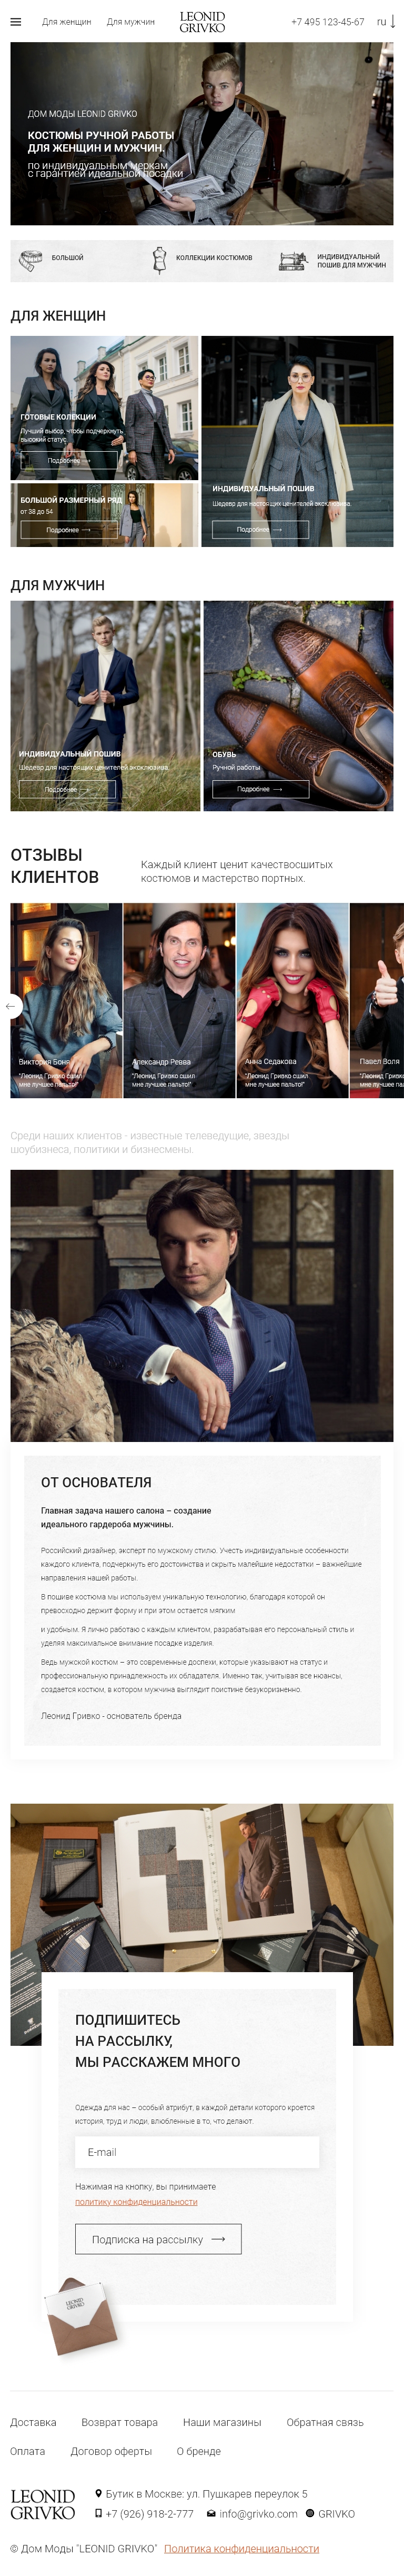 Для женщин
Для мужчин
LEONID
GRIVKO
+7 495 123-45-67
ru
ДОМ МОДЫ LEONID GRIVKO
КОСТЮМЫ РУЧНОЙ РАБОТЫ
ДЛЯ ЖЕНЩИН И МУЖЧИН.
по индивидуальным меркам
с гарантией идеальной посадки
БОЛЬШОЙ
КОЛЛЕКЦИИ КОСТЮМОВ
ИНДИВИДУАЛЬНЫЙ
ПОШИВ ДЛЯ МУЖЧИН
ДЛЯ ЖЕНЩИН
ГОТОВЫЕ КОЛЕКЦИИ
Лучший выбор, чтобы подчеркнуть
высокий статус
Подробнее
БОЛЬШОЙ РАЗМЕРНЫЙ РЯД
от 38 до 54
Подробнее
ИНДИВИДУАЛЬНЫЙ ПОШИВ
Шедевр для настоящих ценителей эксклюзива.
Подробнее
ДЛЯ МУЖЧИН
ИНДИВИДУАЛЬНЫЙ ПОШИВ
Шедевр для настоящих ценителей эксклюзива.
Подробнее
ОБУВЬ
Ручной работы
Подробнее
ОТЗЫВЫ
КЛИЕНТОВ
Каждый клиент ценит качествосшитых
костюмов и мастерство портных.
Виктория Боня
"Леонид Гривко сшил
мне лучшее пальто!"
Александр Ревва
"Леонид Гривко сшил
мне лучшее пальто!"
Анна Седакова
"Леонид Гривко сшил
мне лучшее пальто!"
Павел Воля
"Леонид Гривко
мне лучшее пал
Среди наших клиентов - известные телеведущие, звезды
шоубизнеса, политики и бизнесмены.
ОТ ОСНОВАТЕЛЯ
Главная задача нашего салона – создание
идеального гардероба мужчины.
Российский дизайнер, эксперт по мужскому стилю. Учесть индивидуальные особенности
каждого клиента, подчеркнуть его достоинства и скрыть малейшие недостатки – важнейшие
направления нашей работы.
В пошиве костюма мы используем уникальную технологию, благодаря которой он
превосходно держит форму и при этом остается мягким
и удобным. Я лично работаю с каждым клиентом, разрабатывая его персональный стиль и
уделяя максимальное внимание посадке изделия.
Ведь мужской костюм – это современные доспехи, которые указывают на статус и
профессиональную принадлежность их обладателя. Именно так, учитывая все нюансы,
создается костюм, в котором мужчина выглядит поистине безукоризненно.
Леонид Гривко - основатель бренда
ПОДПИШИТЕСЬ
НА РАССЫЛКУ,
МЫ РАССКАЖЕМ МНОГО
Одежда для нас – особый атрибут, в каждой детали которого кроется
история, труд и люди, влюбленные в то, что делают.
E-mail
Нажимая на кнопку, вы принимаете
политику конфиденциальности
Подписка на рассылку
LEONID
GRIVKO
Доставка
Возврат товара
Наши магазины
Обратная связь
Оплата
Договор оферты
О бренде
LEONID
GRIVKO
Бутик в Москве: ул. Пушкарев переулок 5
+7 (926) 918-2-777
info@grivko.com
GRIVKO
© Дом Моды "LEONID GRIVKO"
Политика конфиденциальности